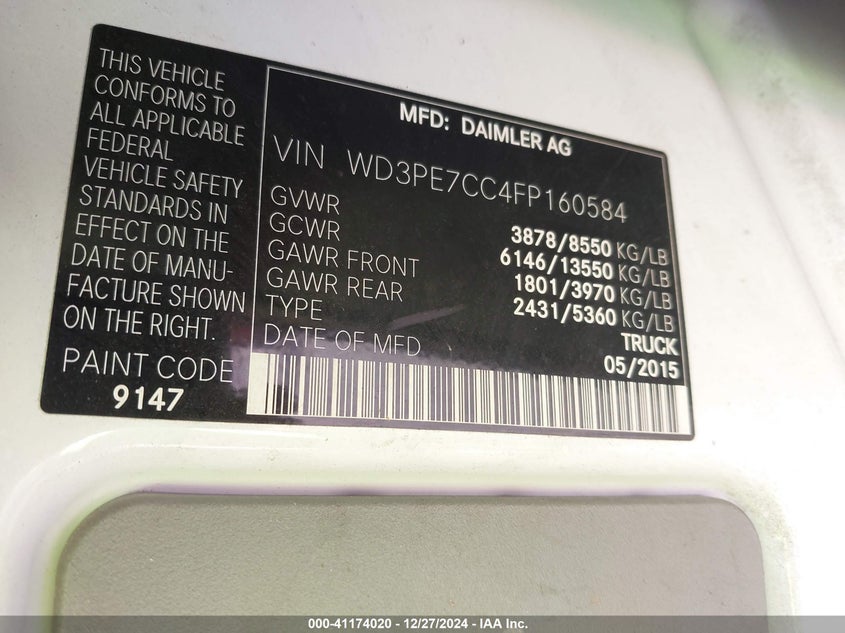 THIS VEHICLE
CONFORMS TO
ALL APPLICABLE
FEDERAL
VEHICLE SAFETY
STANDARDS IN
EFFECT ON THE
DATE OF MANU-
FACTURE SHOWN
ON THE RIGHT.
PAINT CODE
9147
MFD: DAIMLER AG
VIN WD3PE7CC4FP160584
GVWR 3878/8550 KG/LB
GCWR 6146/13550 KG/LB
GAWR FRONT 1801/3970 KG/LB
GAWR REAR 2431/5360 KG/LB
TYPE TRUCK
DATE OF MFD 05/2015
000-41174020 - 12/27/2024 - IAA Inc.